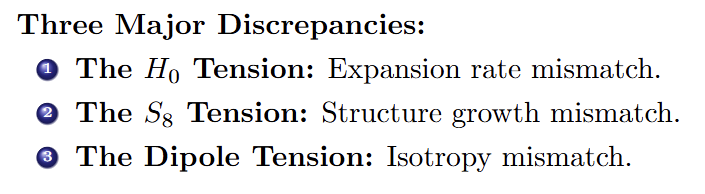 Three Major Discrepancies:
1 The H₀ Tension: Expansion rate mismatch.
2 The S₈ Tension: Structure growth mismatch.
3 The Dipole Tension: Isotropy mismatch.